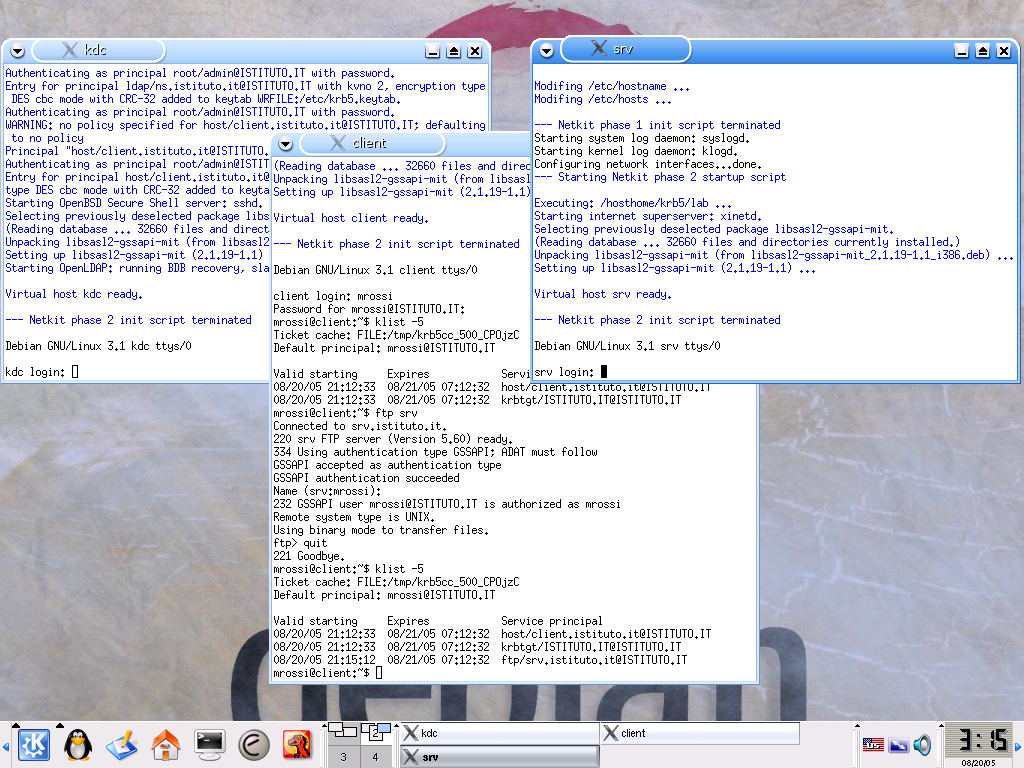 kdc
Authenticating as principal root/admin@ISTITUTO.IT with password.
Entry for principal ldap/ns.istituto.it@ISTITUTO.IT with kvno 2, encryption type
DES cbc mode with CRC-32 added to keytab WRFILE:/etc/krb5.keytab.
Authenticating as principal root/admin@ISTITUTO.IT with password.
WARNING: no policy specified for host/client.istituto.it@ISTITUTO.IT; defaulting
to no policy
Principal "host/client.istituto.it@ISTITUTO.
Authenticating as principal root/admin@ISTIT
Entry for principal host/client.istituto.it@
type DES cbc mode with CRC-32 added to keyta
Starting OpenBSD Secure Shell server: sshd.
Selecting previously deselected package libs
(Reading database ... 32660 files and direct
Unpacking libsasl2-gssapi-mit (from libsasl2
Setting up libsasl2-gssapi-mit (2.1.19-1.1)
Starting OpenLDAP: running BDB recovery, sla
Virtual host kdc ready.
--- Netkit phase 2 init script terminated
Debian GNU/Linux 3.1 kdc ttys/0
kdc login:
client
(Reading database ... 32660 files and direc
Unpacking libsasl2-gssapi-mit (from libsasl
Setting up libsasl2-gssapi-mit (2.1.19-1.1)
Virtual host client ready.
--- Netkit phase 2 init script terminated
Debian GNU/Linux 3.1 client ttys/0
client login: mrossi
Password for mrossi@ISTITUTO.IT:
mrossi@client:~$ klist -5
Ticket cache: FILE:/tmp/krb5cc_500_CPOjzC
Default principal: mrossi@ISTITUTO.IT
Valid starting Expires Servi
08/20/05 21:12:33 08/21/05 07:12:32 host/client.istituto.it@ISTITUTO.IT
08/20/05 21:12:33 08/21/05 07:12:32 krbtgt/ISTITUTO.IT@ISTITUTO.IT
mrossi@client:~$ ftp srv
Connected to srv.istituto.it.
220 srv FTP server (Version 5.60) ready.
334 Using authentication type GSSAPI; ADAT must follow
GSSAPI accepted as authentication type
GSSAPI authentication succeeded
Name (srv:mrossi):
232 GSSAPI user mrossi@ISTITUTO.IT is authorized as mrossi
Remote system type is UNIX.
Using binary mode to transfer files.
ftp> quit
221 Goodbye.
mrossi@client:~$ klist -5
Ticket cache: FILE:/tmp/krb5cc_500_CPOjzC
Default principal: mrossi@ISTITUTO.IT
Valid starting Expires Service principal
08/20/05 21:12:33 08/21/05 07:12:32 host/client.istituto.it@ISTITUTO.IT
08/20/05 21:12:33 08/21/05 07:12:32 krbtgt/ISTITUTO.IT@ISTITUTO.IT
08/20/05 21:15:12 08/21/05 07:12:32 ftp/srv.istituto.it@ISTITUTO.IT
mrossi@client:~$
srv
Modifing /etc/hostname ...
Modifing /etc/hosts ...
--- Netkit phase 1 init script terminated
Starting system log daemon: syslogd.
Starting kernel log daemon: klogd.
Configuring network interfaces...done.
--- Starting Netkit phase 2 startup script
Executing: /hosthome/krb5/lab ...
Starting internet superserver: xinetd.
Selecting previously deselected package libsasl2-gssapi-mit.
(Reading database ... 32660 files and directories currently installed.)
Unpacking libsasl2-gssapi-mit (from libsasl2-gssapi-mit_2.1.19-1.1_i386.deb) ...
Setting up libsasl2-gssapi-mit (2.1.19-1.1) ...
Virtual host srv ready.
--- Netkit phase 2 init script terminated
Debian GNU/Linux 3.1 srv ttys/0
srv login:
debian
2
3 4
kdc
client
srv
3:15
08/20/05